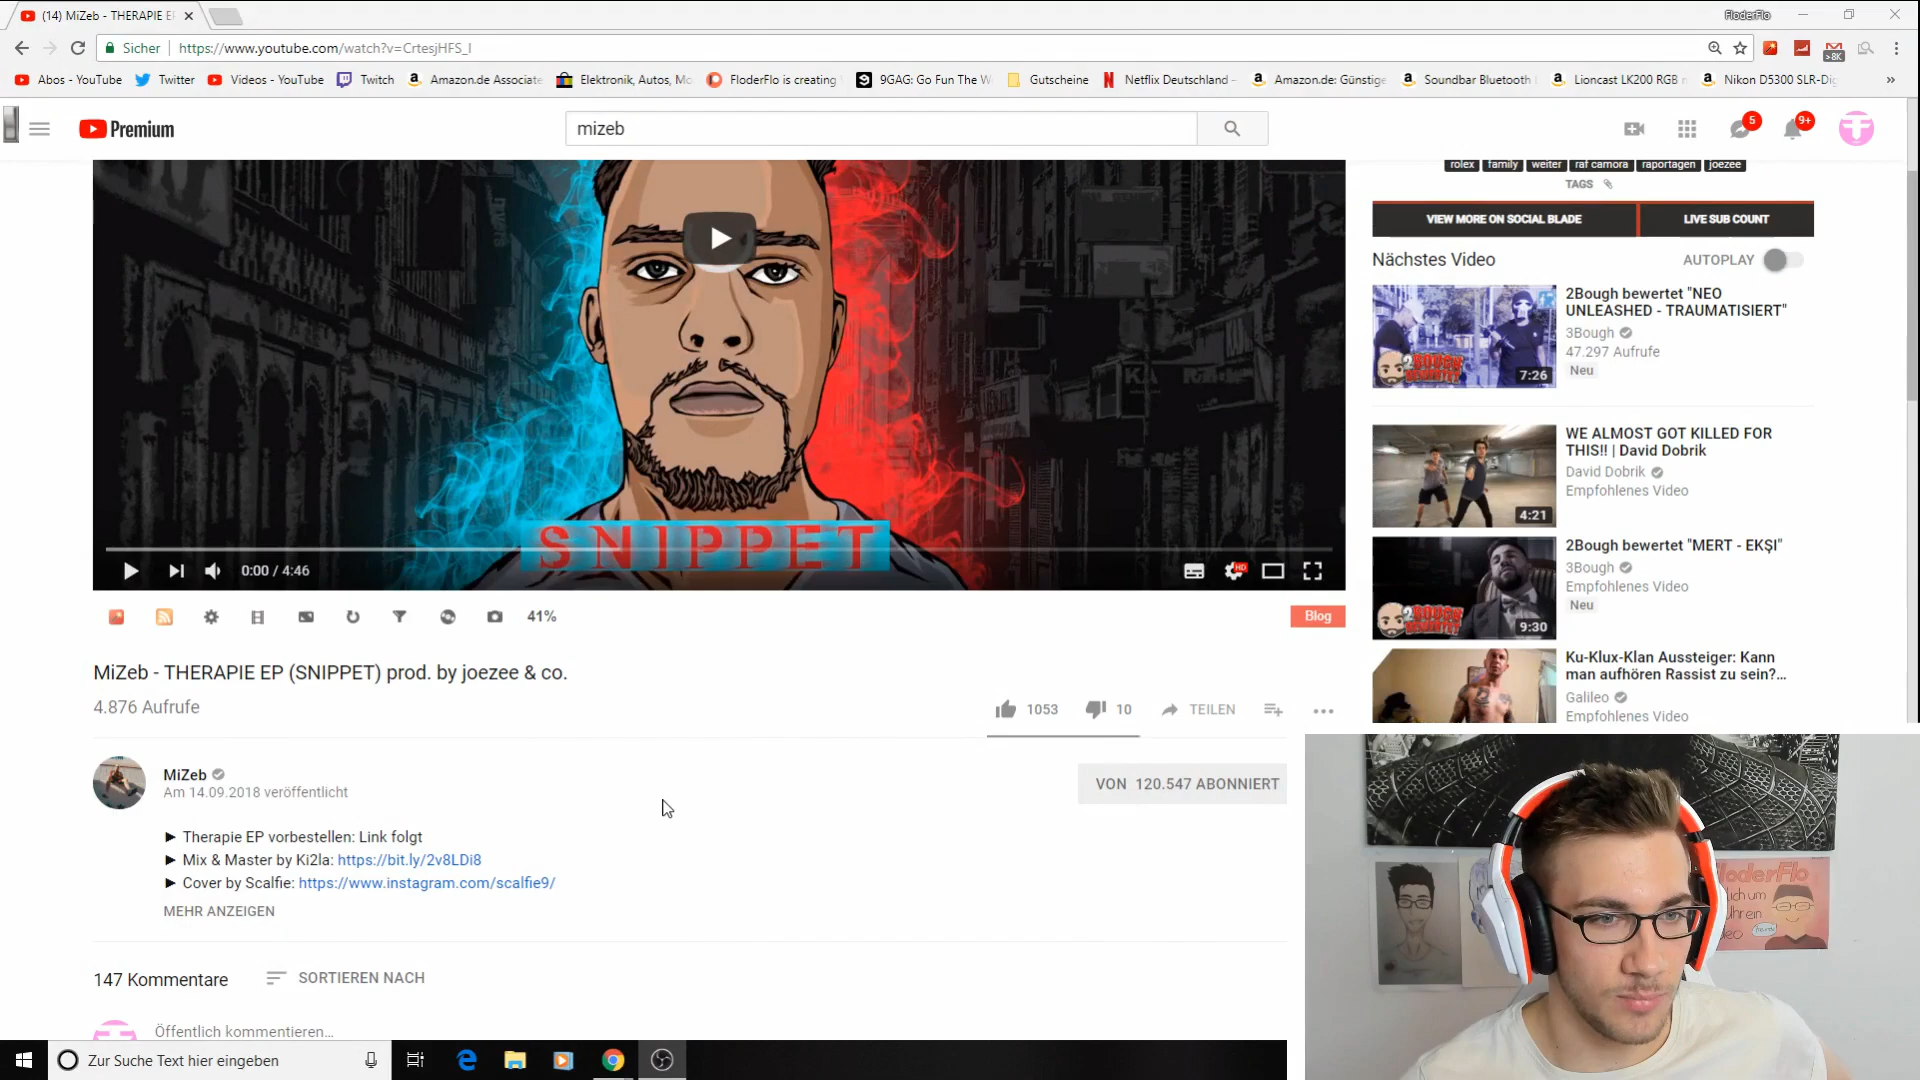 (14) MiZeb - THERAPIE E
FloderFlo
Sicher https://www.youtube.com/watch?v=CrtesjHFS_I
>8K
Abos - YouTube Twitter Videos - YouTube Twitch Amazon.de Associate Elektronik, Autos, Mo FloderFlo is creating 9GAG: Go Fun The W Gutscheine Netflix Deutschland - Amazon.de: Günstige Soundbar Bluetooth Lioncast LK200 RGB Nikon D5300 SLR-Dig »
Premium mizeb 5 9+
rolex family weiter raf camora raportagen joezee
TAGS
VIEW MORE ON SOCIAL BLADE LIVE SUB COUNT
Nächstes Video AUTOPLAY
2Bough bewertet "NEO
UNLEASHED - TRAUMATISIERT"
3Bough
47.297 Aufrufe
Neu
7:26
WE ALMOST GOT KILLED FOR
THIS!! | David Dobrik
David Dobrik
Empfohlenes Video
4:21
2Bough bewertet "MERT - EKŞI"
3Bough
Empfohlenes Video
Neu
9:30
Ku-Klux-Klan Aussteiger: Kann
man aufhören Rassist zu sein?...
Galileo
Empfohlenes Video
SNIPPET
0:00 / 4:46
HD
41%
Blog
MiZeb - THERAPIE EP (SNIPPET) prod. by joezee & co.
4.876 Aufrufe
1053 10 TEILEN
MiZeb
Am 14.09.2018 veröffentlicht
VON 120.547 ABONNIERT
► Therapie EP vorbestellen: Link folgt
► Mix & Master by Ki2la: https://bit.ly/2v8LDi8
► Cover by Scalfie: https://www.instagram.com/scalfie9/
MEHR ANZEIGEN
147 Kommentare SORTIEREN NACH
Öffentlich kommentieren...
Zur Suche Text hier eingeben
FloderFlo